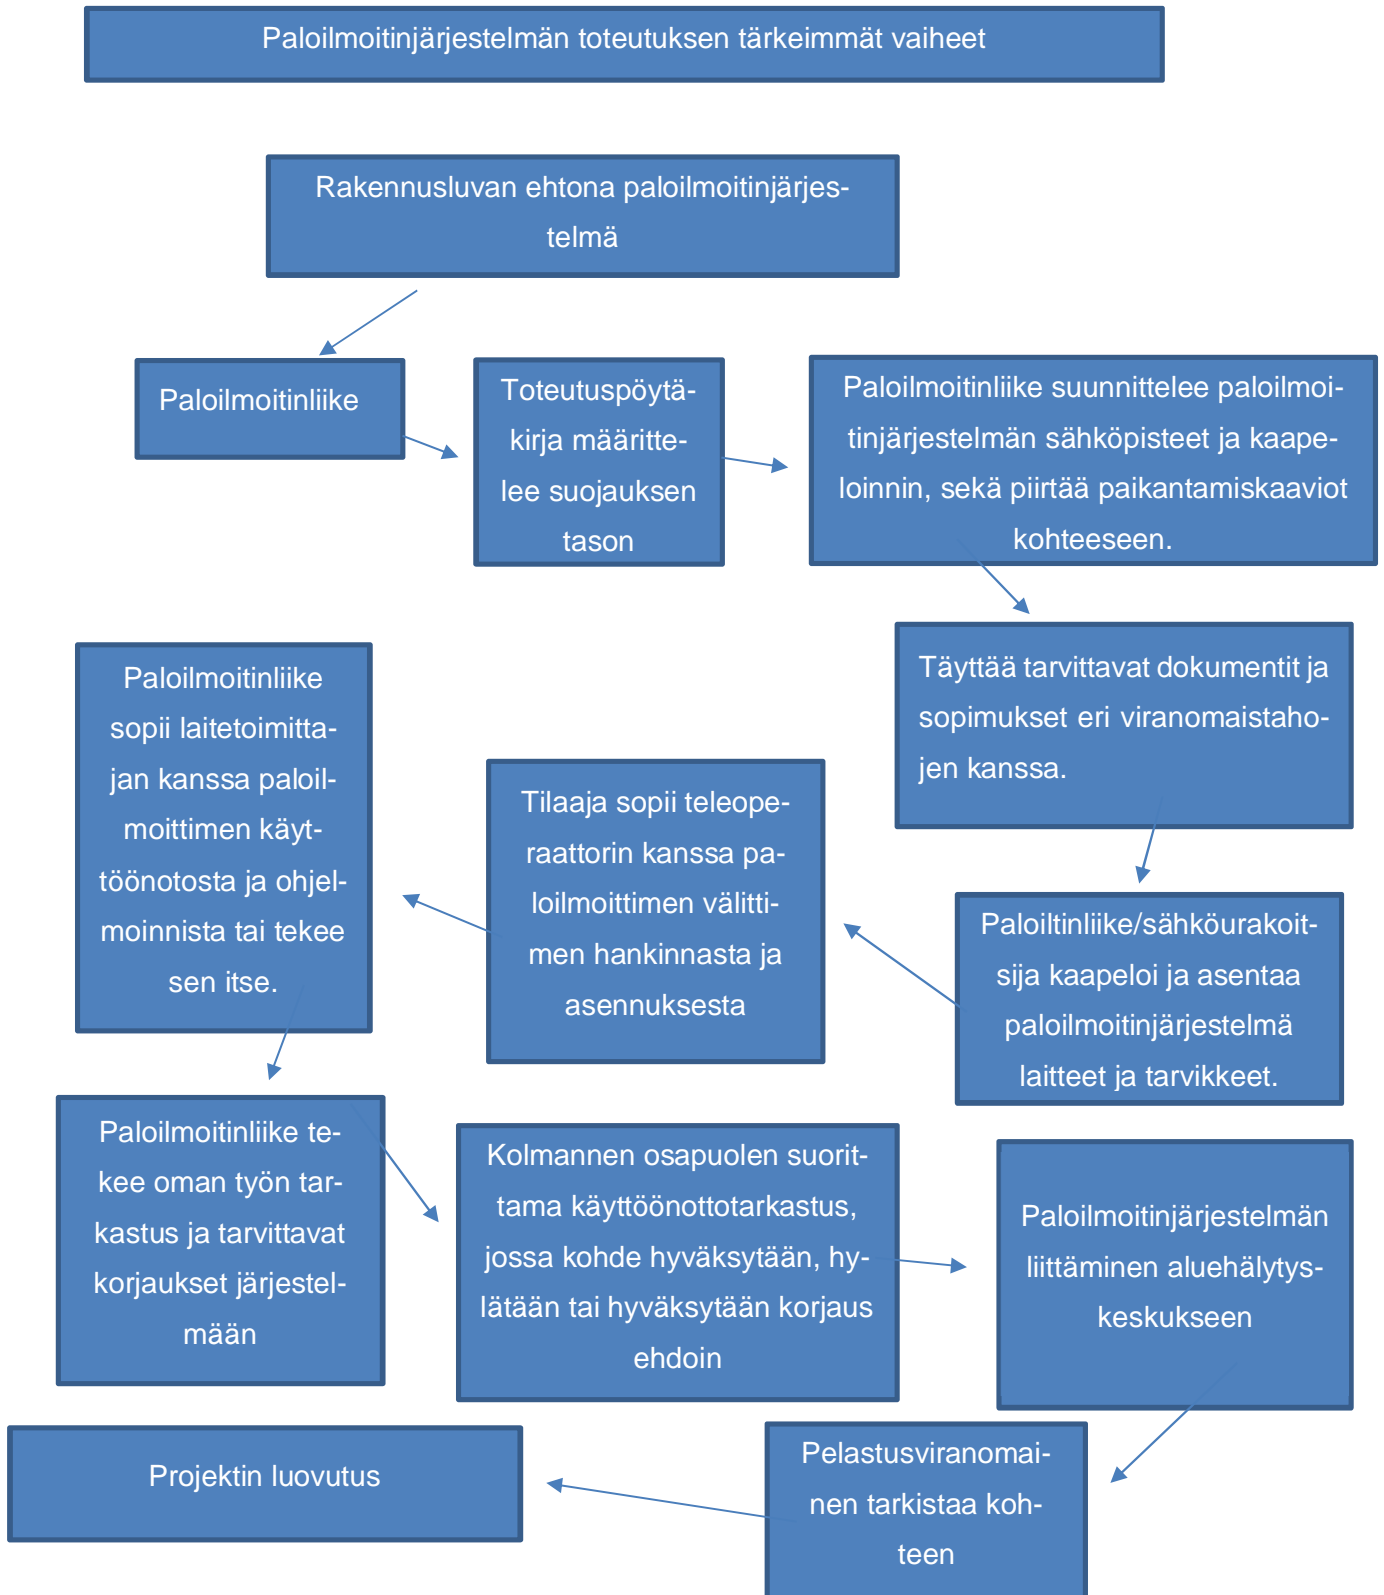 Paloilmoitinjärjestelmän toteutuksen tärkeimmät vaiheet
Rakennusluvan ehtona paloilmoitinjärjes-
telmä
Paloilmoitinliike
Toteutuspöytä-
kirja määritte-
lee suojauksen
tason
Paloilmoitinliike suunnittelee paloilmoi-
tinjärjestelmän sähköpisteet ja kaape-
loinnin, sekä piirtää paikantamiskaaviot
kohteeseen.
Täyttää tarvittavat dokumentit ja
sopimukset eri viranomaistaho-
jen kanssa.
Paloiltinliike/sähköurakoit-
sija kaapeloi ja asentaa
paloilmoitinjärjestelmä
laitteet ja tarvikkeet.
Tilaaja sopii teleope-
raattorin kanssa pa-
loilmoittimen välitti-
men hankinnasta ja
asennuksesta
Paloilmoitinliike
sopii laitetoimitta-
jan kanssa paloil-
moittimen käyt-
töönotosta ja ohjel-
moinnista tai tekee
sen itse.
Paloilmoitinliike te-
kee oman työn tar-
kastus ja tarvittavat
korjaukset järjestel-
mään
Kolmannen osapuolen suorit-
tama käyttöönottotarkastus,
jossa kohde hyväksytään, hy-
lätään tai hyväksytään korjaus
ehdoin
Paloilmoitinjärjestelmän
liittäminen aluehälytys-
keskukseen
Pelastusviranomai-
nen tarkistaa koh-
teen
Projektin luovutus